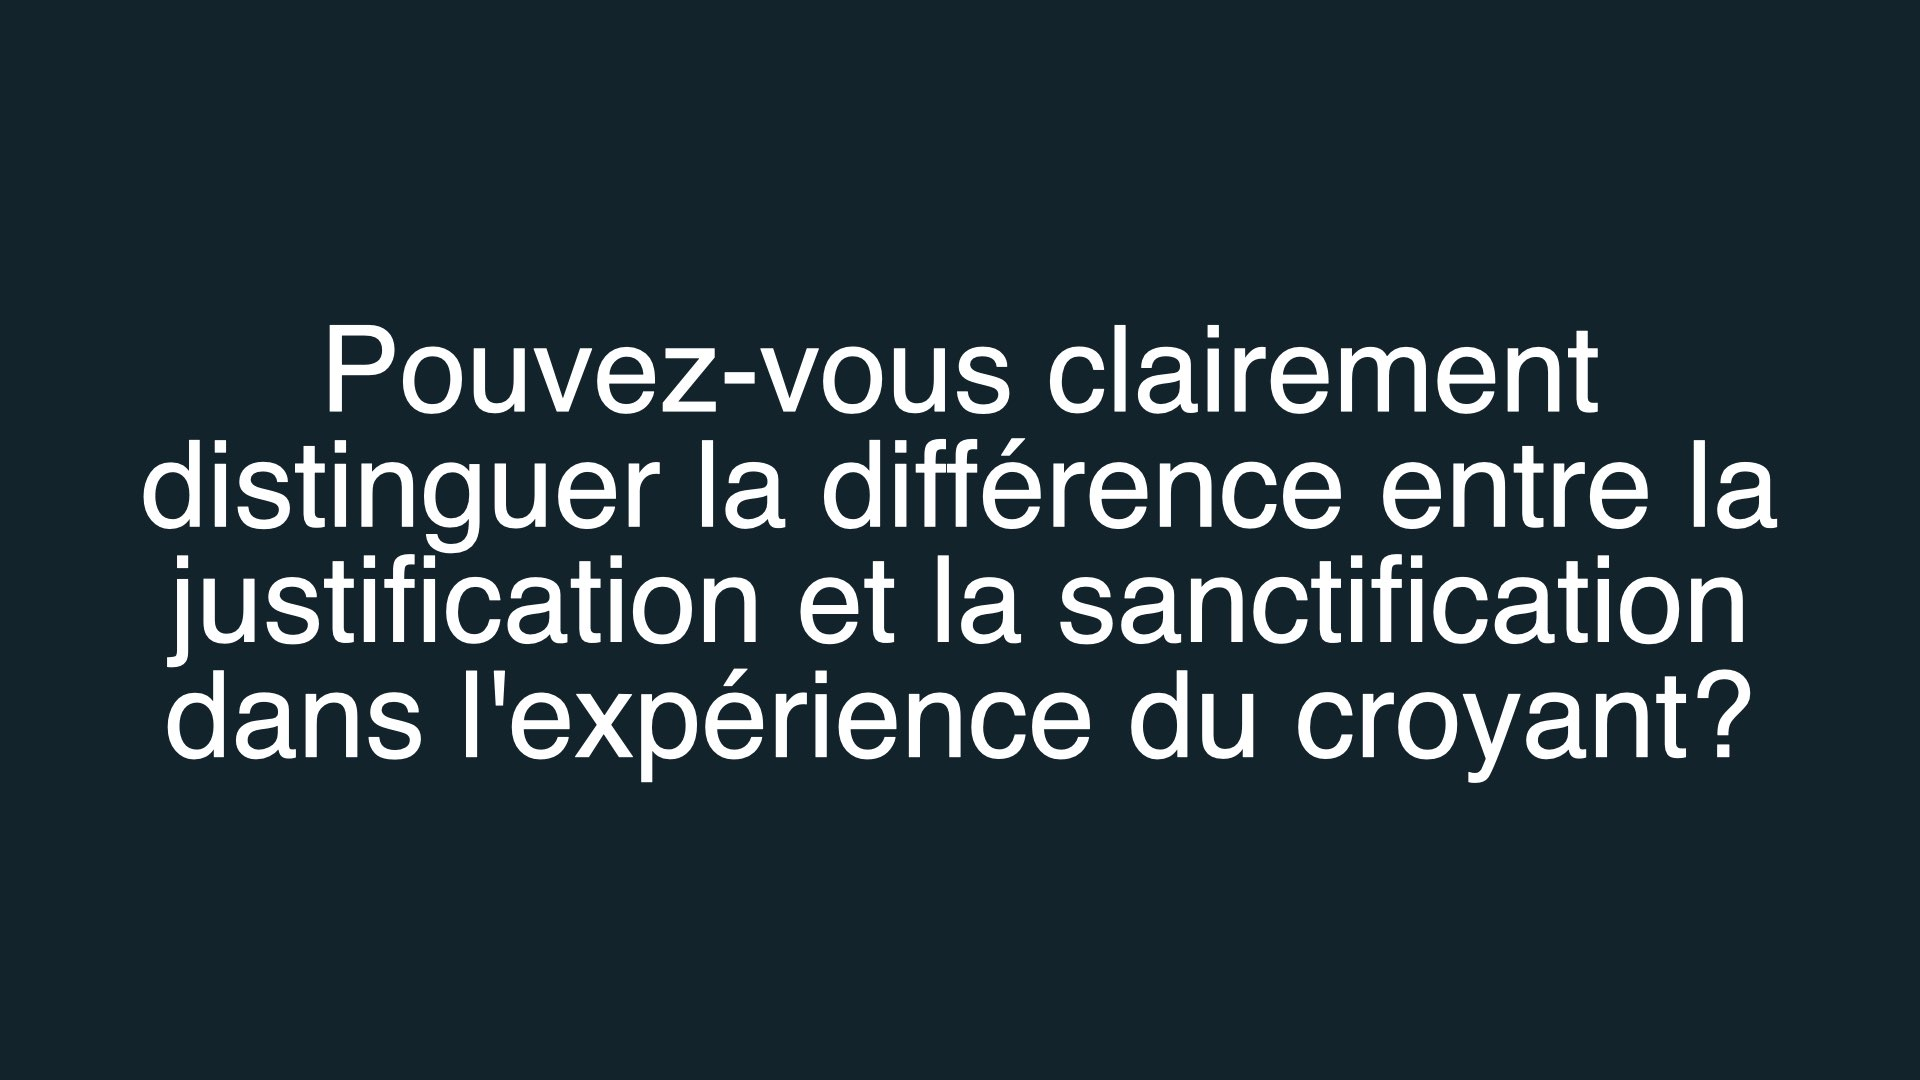 Pouvez-vous clairement
distinguer la différence entre la
justification et la sanctification
dans l'expérience du croyant?